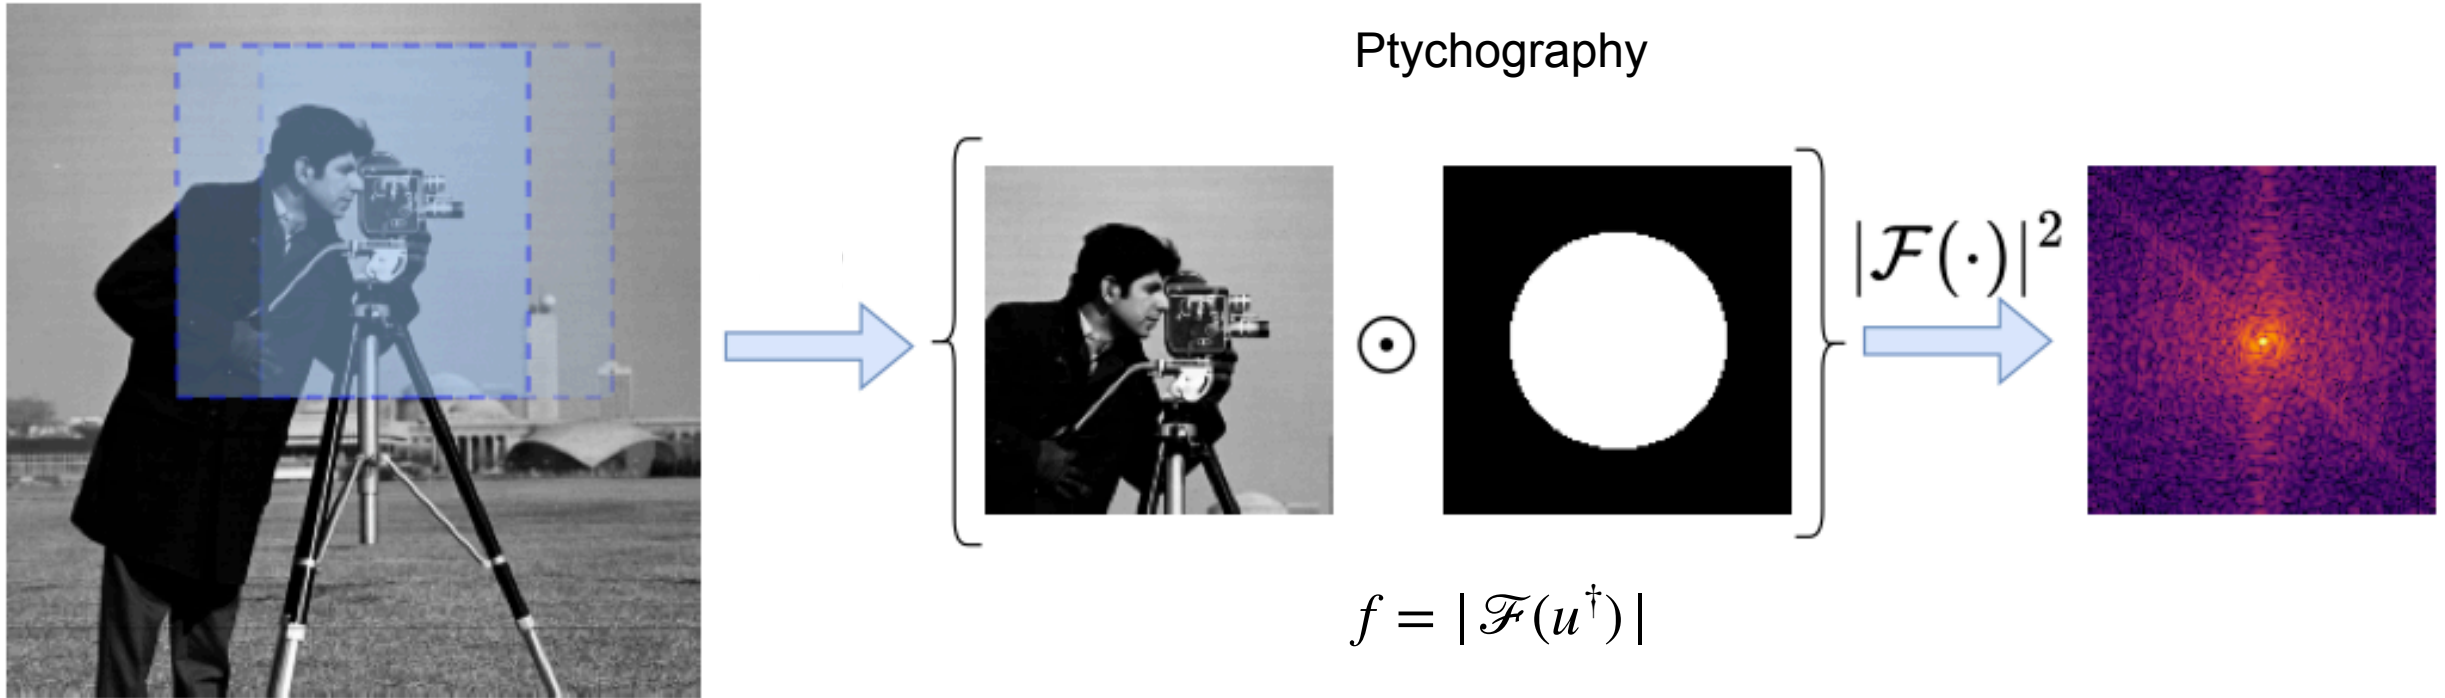 Ptychography
|ℱ(·)|²
f = |ℱ(u†)|